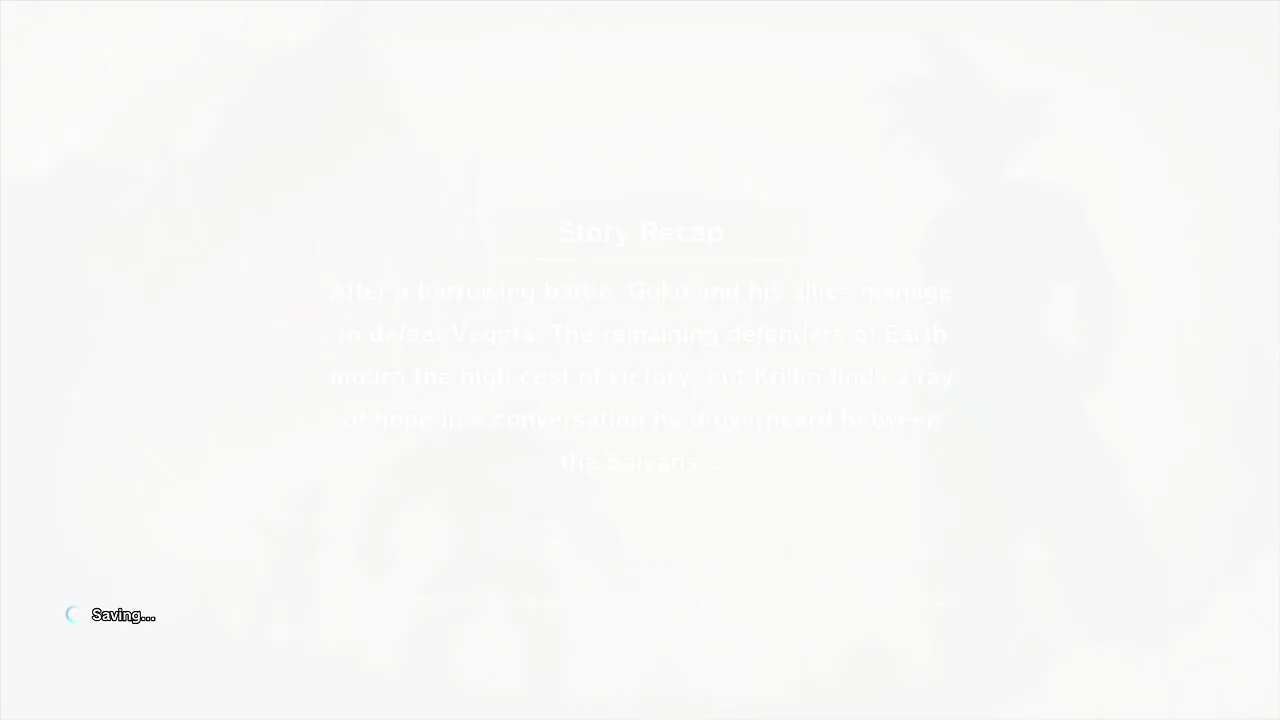 Story Recap
After a harrowing battle, Goku and his allies manage
to defeat Vegeta. The remaining defenders of Earth
mourn the high cost of victory, but Krillin finds a ray
of hope in a conversation he'd overheard between
the Saiyans
Saving...